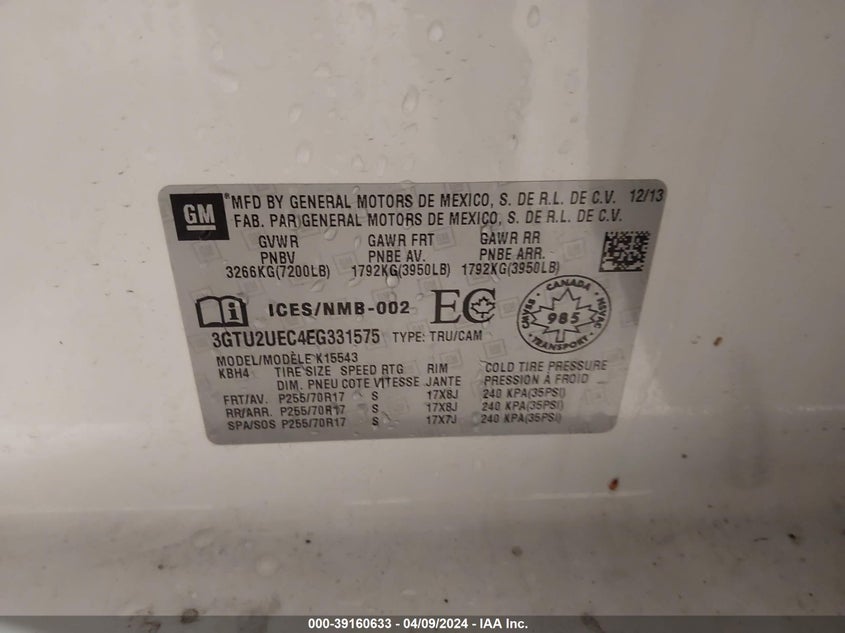 GM ® MFD BY GENERAL MOTORS DE MEXICO, S. DE R.L. DE C.V. 12/13
FAB. PAR GENERAL MOTORS DE MEXICO, S. DE R.L. DE C.V.
GVWR GAWR FRT GAWR RR
PNBV PNBE AV. PNBE ARR.
3266KG(7200LB) 1792KG(3950LB) 1792KG(3950LB)
ICES/NMB-002 EC
CANADA
CMVSS NSVAC
985
TRANSPORT
3GTU2UEC4EG331575 TYPE: TRU/CAM
MODEL/MODÈLE K15543
KBH4 TIRE SIZE SPEED RTG RIM COLD TIRE PRESSURE
DIM. PNEU COTE VITESSE JANTE PRESSION À FROID
FRT/AV. P255/70R17 S 17X8J 240 KPA(35PSI)
RR/ARR. P255/70R17 S 17X8J 240 KPA(35PSI)
SPA/SOS P255/70R17 S 17X7J 240 KPA(35PSI)
000-39160633 - 04/09/2024 - IAA Inc.